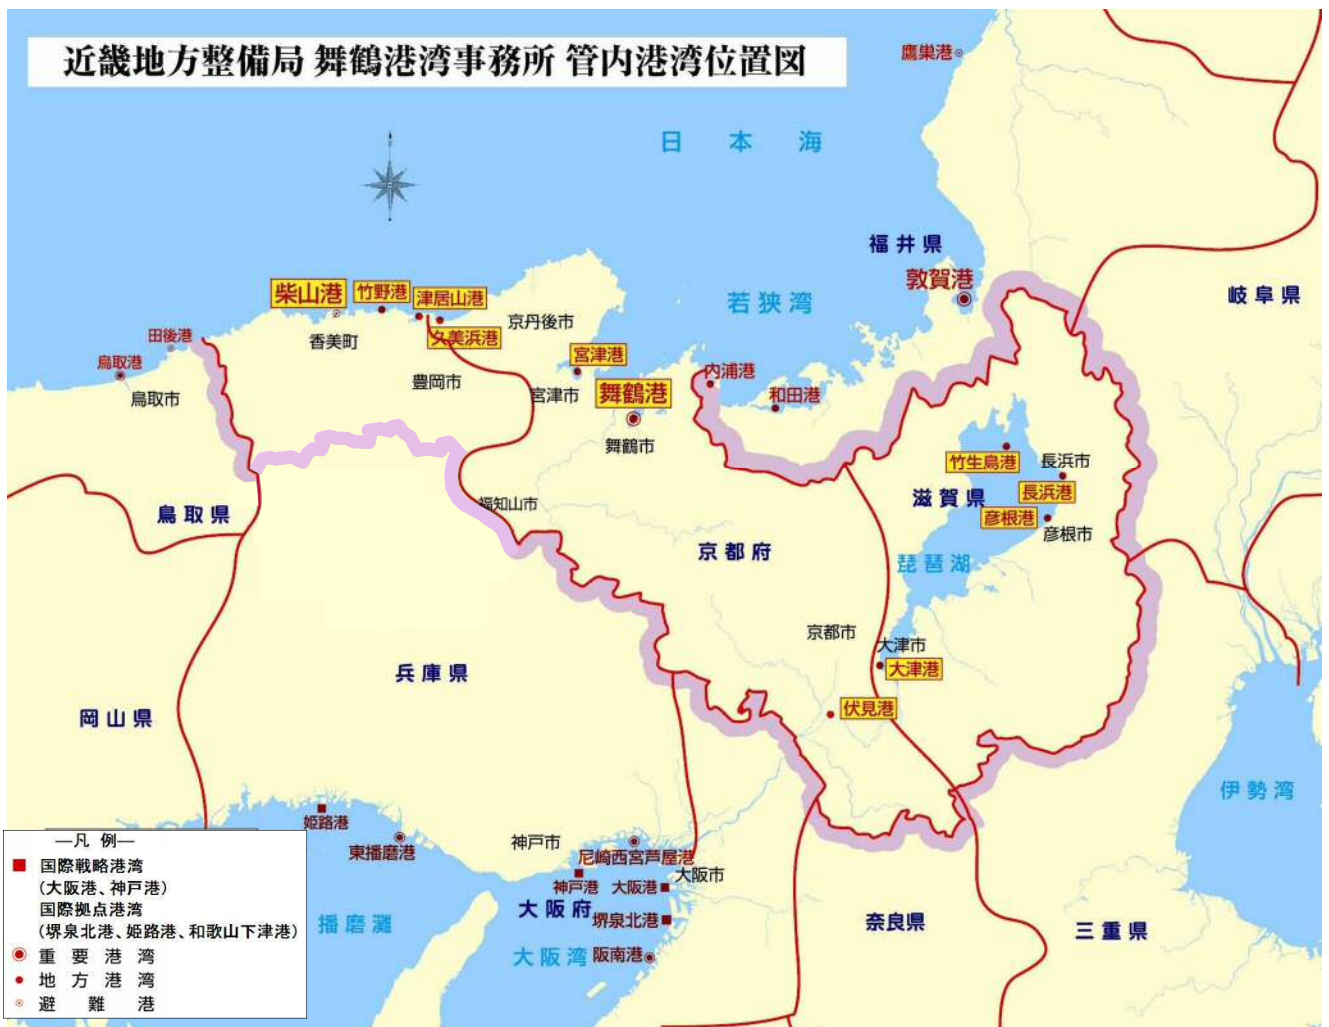 近畿地方整備局 舞鶴港湾事務所 管内港湾位置図
鷹巣港
日本海
福井県
敦賀港
岐阜県
若狭湾
柴山港
竹野港
津居山港
久美浜港
京丹後市
香美町
田後港
鳥取港
鳥取市
豊岡市
宮津港
宮津市
舞鶴港
舞鶴市
内浦港
和田港
竹生島港
長浜市
長浜港
滋賀県
彦根港
彦根市
琵琶湖
鳥取県
福知山市
京都府
京都市
大津市
大津港
伏見港
兵庫県
岡山県
伊勢湾
姫路港
東播磨港
神戸市
尼崎西宮芦屋港
神戸港
大阪港
大阪市
大阪府
堺泉北港
播磨灘
大阪湾
阪南港
奈良県
三重県
―凡 例―
国際戦略港湾
(大阪港、神戸港)
国際拠点港湾
(堺泉北港、姫路港、和歌山下津港)
重要港湾
地方港湾
避難港